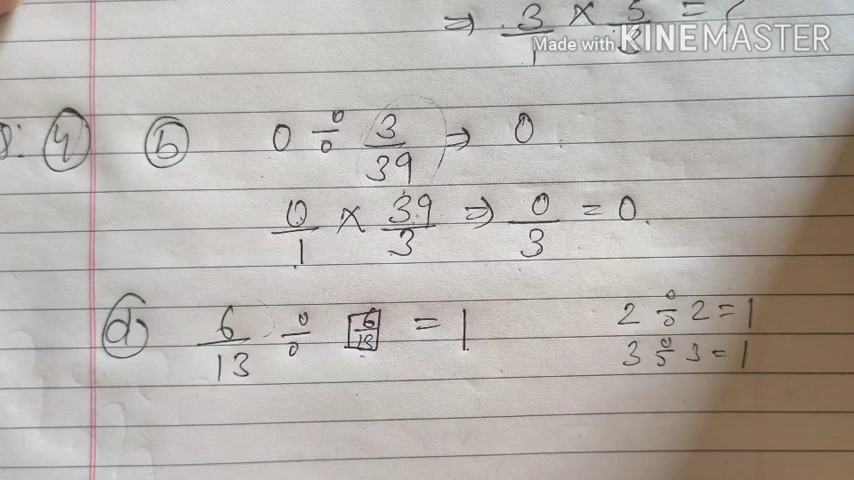 ⇒ 3/1 × 5/3 =
Made with KINEMASTER
4 b 0 ÷ 3/39 ⇒ 0
0/1 × 39/3 ⇒ 0/3 = 0.
d 6/13 ÷ 6/13 = 1
2 ÷ 2 = 1
3 ÷ 3 = 1